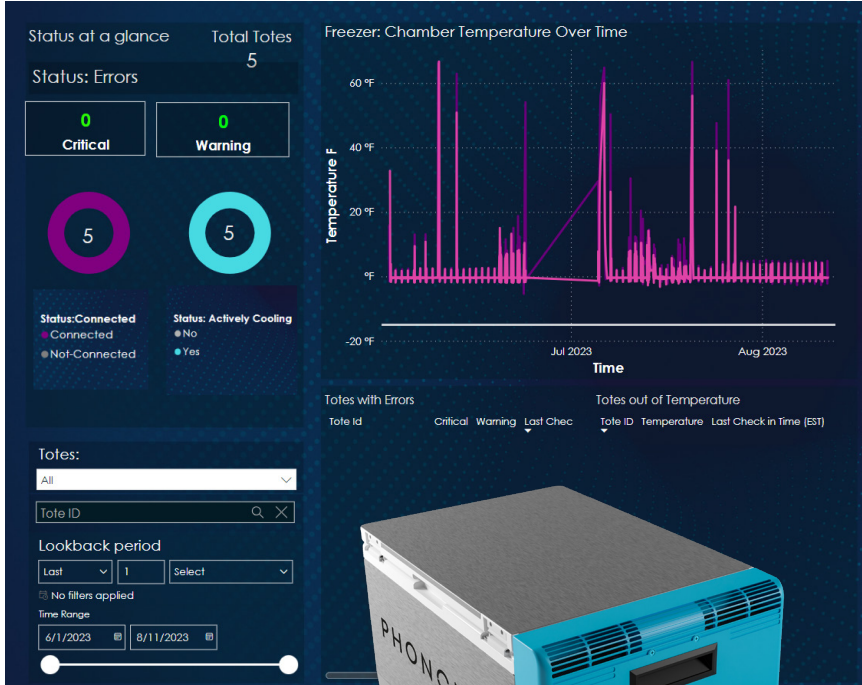 Status at a glance
Total Totes
5
Status: Errors
0
Critical
0
Warning
5
5
Status:Connected
Connected
Not-Connected
Status: Actively Cooling
No
Yes
Freezer: Chamber Temperature Over Time
60 °F
40 °F
20 °F
°F
-20 °F
Temperature F
Jul 2023
Aug 2023
Time
Totes with Errors
Tote Id
Critical
Warning
Last Chec
Totes out of Temperature
Tote ID
Temperature
Last Check in Time (EST)
Totes:
All
Tote ID
Lookback period
Last
1
Select
No filters applied
Time Range
6/1/2023
8/11/2023
PHONO